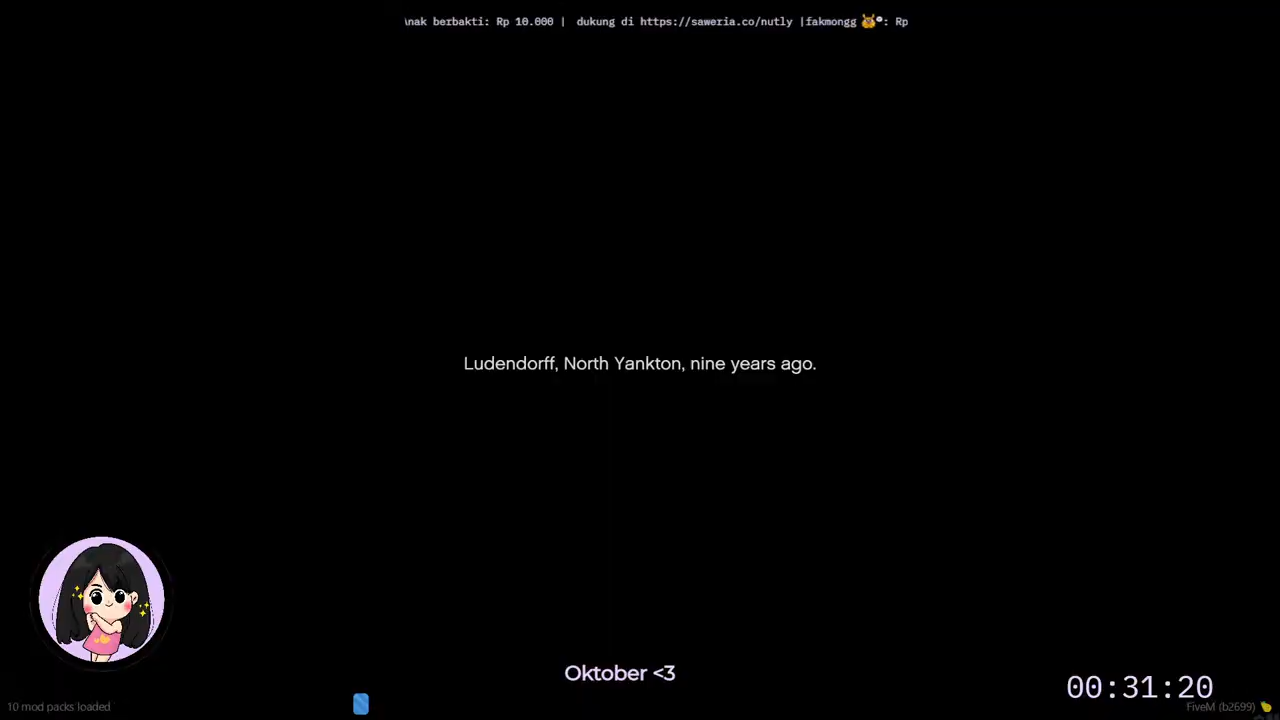 Anak berbakti: Rp 10.000 | dukung di https://saweria.co/nutly |fakmongg : Rp
Ludendorff, North Yankton, nine years ago.
Oktober <3
00:31:20
10 mod packs loaded
FiveM (b2699)